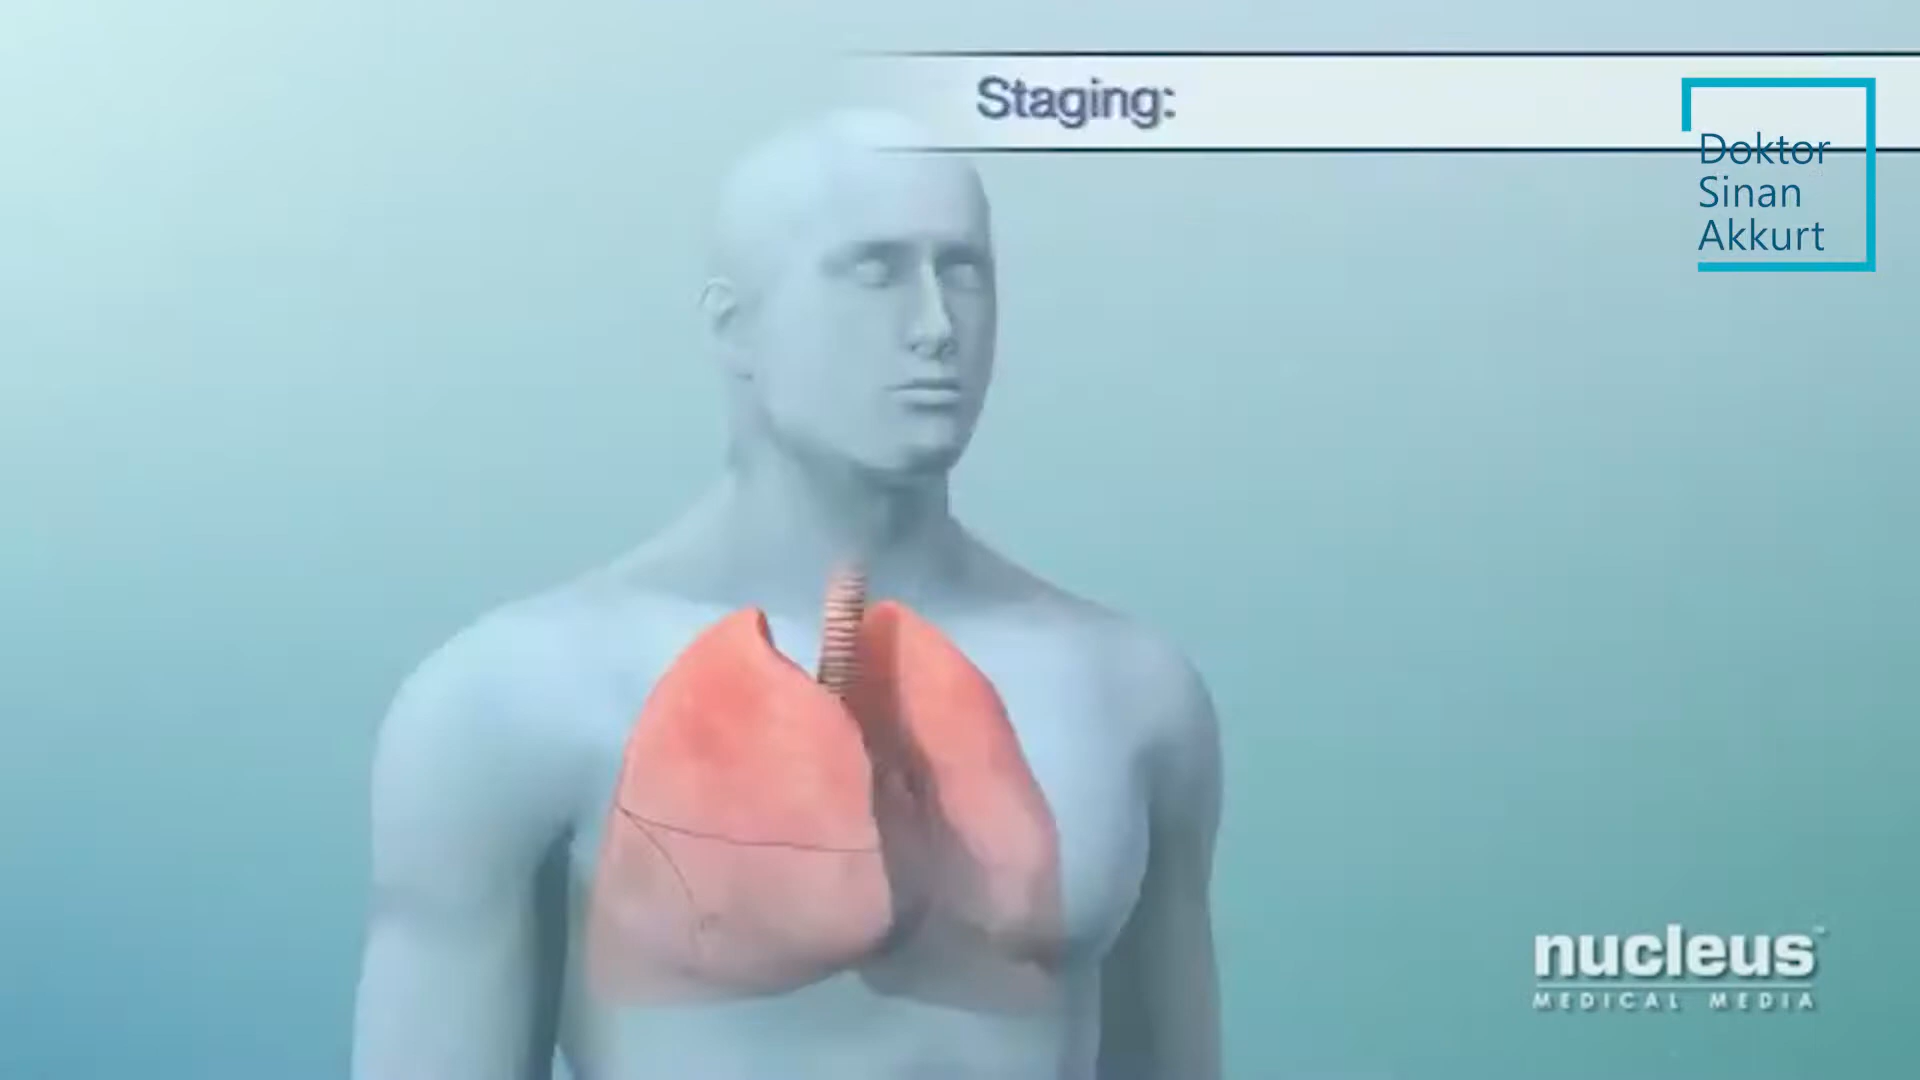 Staging:
Doktor
Sinan
Akkurt
nucleus
MEDICAL MEDIA